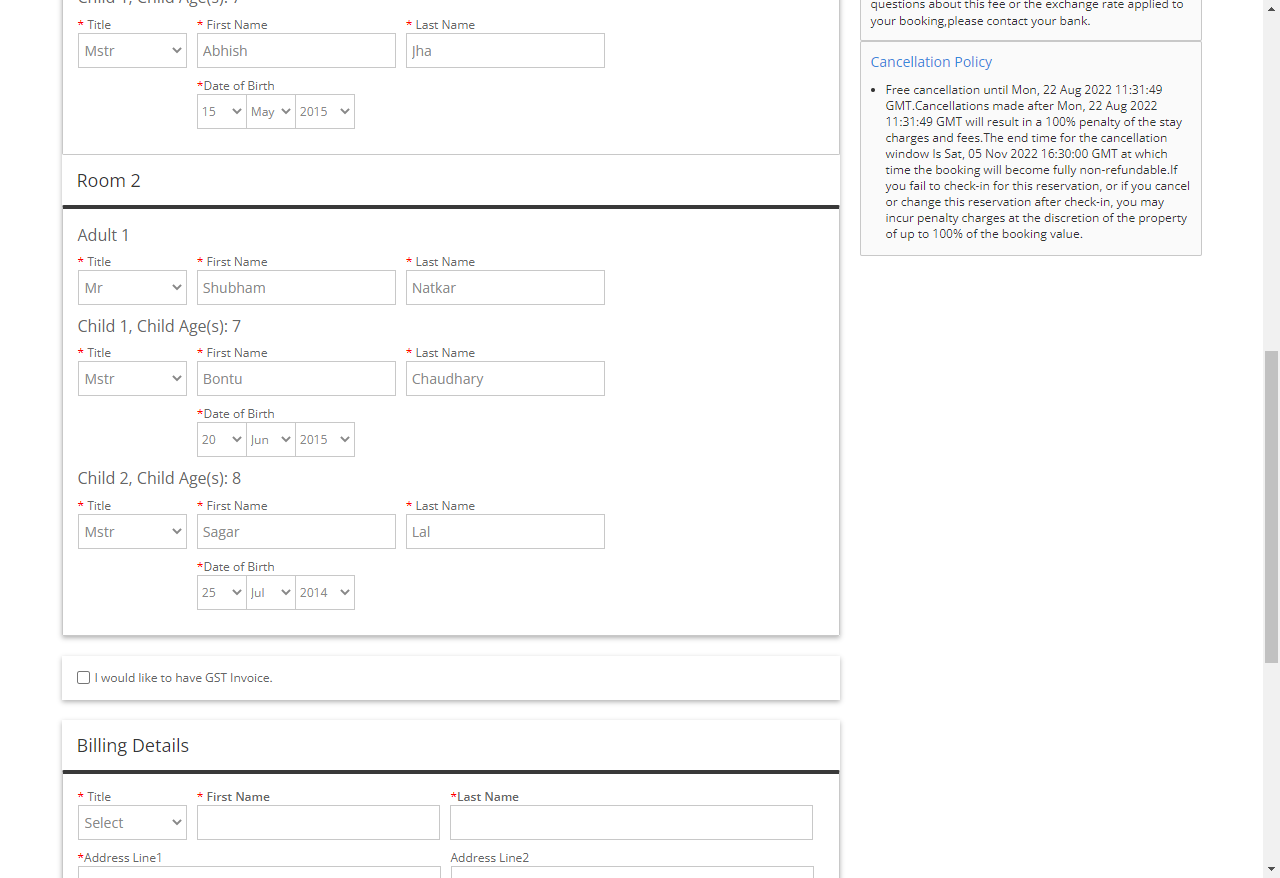 Child 1, Child Age(s): 7
* Title * First Name * Last Name
Mstr Abhish Jha
*Date of Birth
15 May 2015
Room 2
Adult 1
* Title * First Name * Last Name
Mr Shubham Natkar
Child 1, Child Age(s): 7
* Title * First Name * Last Name
Mstr Bontu Chaudhary
*Date of Birth
20 Jun 2015
Child 2, Child Age(s): 8
* Title * First Name * Last Name
Mstr Sagar Lal
*Date of Birth
25 Jul 2014
I would like to have GST Invoice.
Billing Details
* Title * First Name *Last Name
Select
*Address Line1 Address Line2
questions about this fee or the exchange rate applied to
your booking,please contact your bank.
Cancellation Policy
Free cancellation until Mon, 22 Aug 2022 11:31:49
GMT.Cancellations made after Mon, 22 Aug 2022
11:31:49 GMT will result in a 100% penalty of the stay
charges and fees.The end time for the cancellation
window Is Sat, 05 Nov 2022 16:30:00 GMT at which
time the booking will become fully non-refundable.If
you fail to check-in for this reservation, or if you cancel
or change this reservation after check-in, you may
incur penalty charges at the discretion of the property
of up to 100% of the booking value.